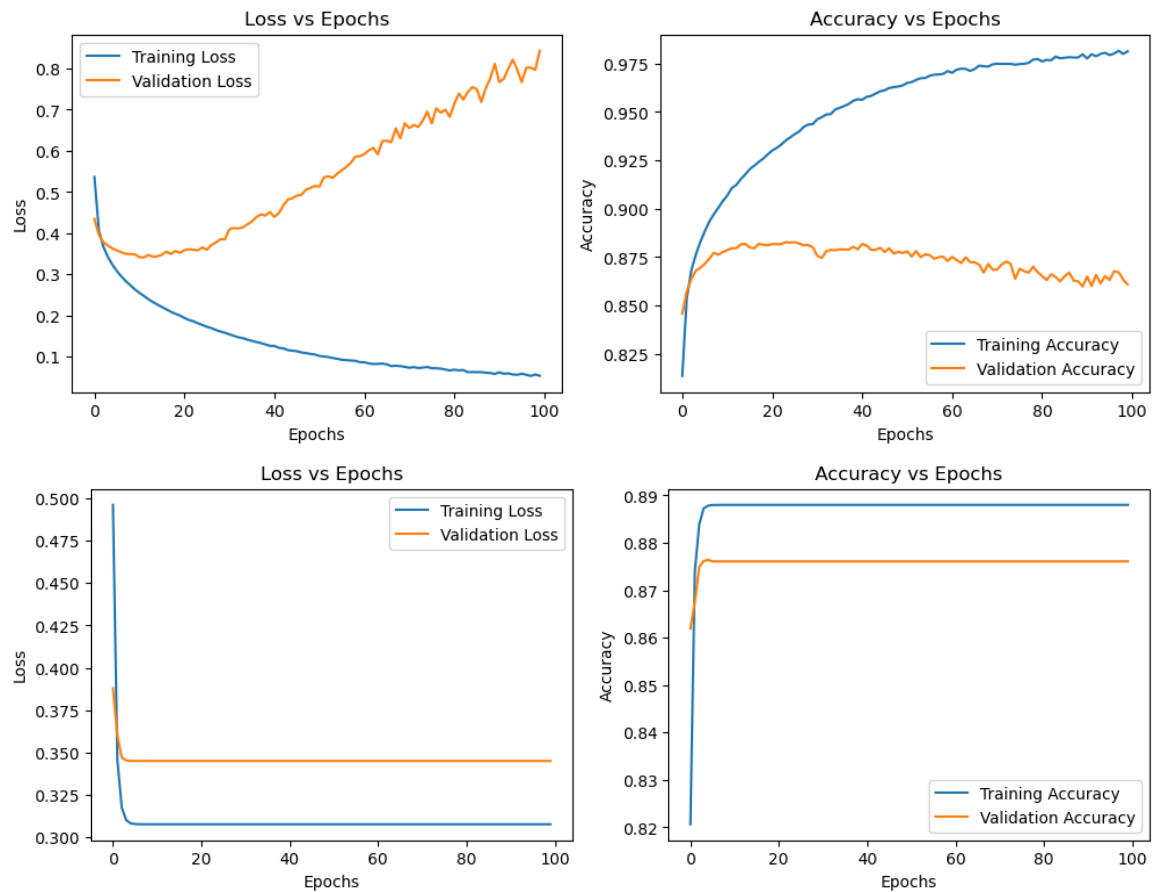 Loss vs Epochs
Training Loss
Validation Loss
0.8
0.7
0.6
0.5
0.4
0.3
0.2
0.1
Loss
0 20 40 60 80 100
Epochs
Accuracy vs Epochs
0.975
0.950
0.925
0.900
0.875
0.850
0.825
Accuracy
Training Accuracy
Validation Accuracy
0 20 40 60 80 100
Epochs
Loss vs Epochs
0.500
0.475
0.450
0.425
0.400
0.375
0.350
0.325
0.300
Loss
Training Loss
Validation Loss
0 20 40 60 80 100
Epochs
Accuracy vs Epochs
0.89
0.88
0.87
0.86
0.85
0.84
0.83
0.82
Accuracy
Training Accuracy
Validation Accuracy
0 20 40 60 80 100
Epochs